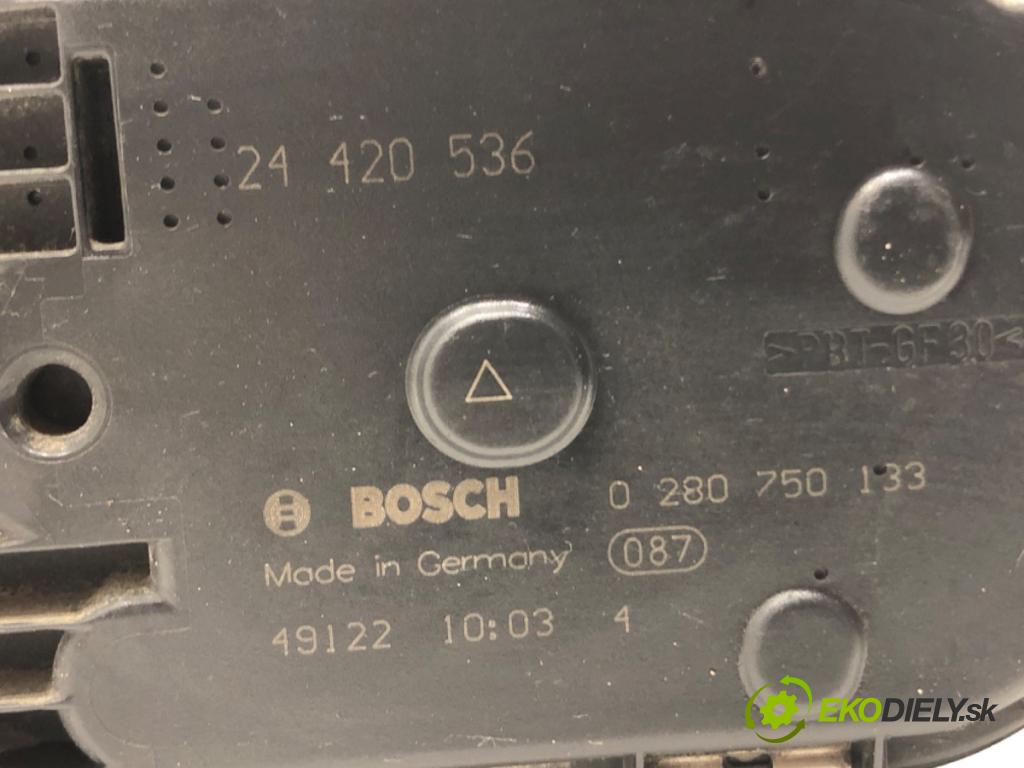 24 420 536
>PBT-GF30<
BOSCH 0 280 750 133
Made in Germany 087
49122 10:03 4
EKODIELY.sk